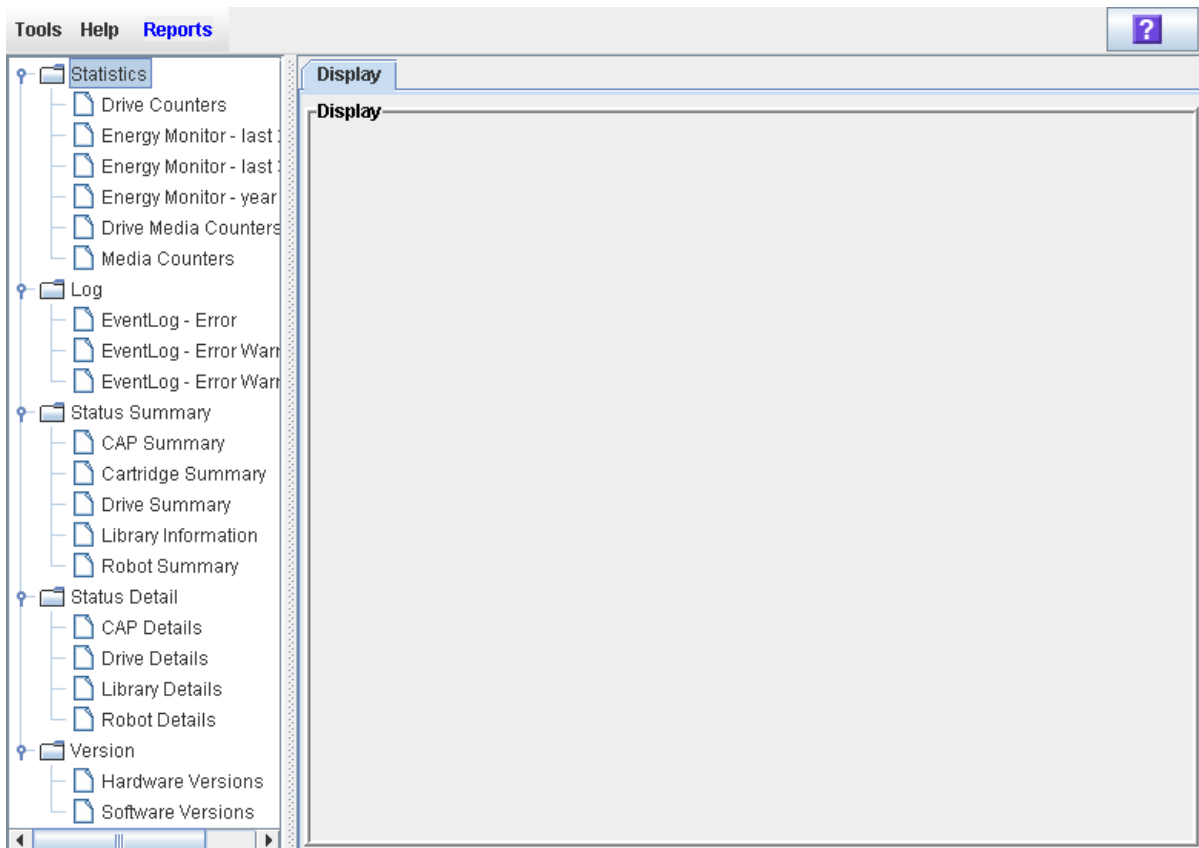 Tools Help Reports
?
Statistics
Drive Counters
Energy Monitor - last
Energy Monitor - last
Energy Monitor - year
Drive Media Counters
Media Counters
Log
EventLog - Error
EventLog - Error Warr
EventLog - Error Warr
Status Summary
CAP Summary
Cartridge Summary
Drive Summary
Library Information
Robot Summary
Status Detail
CAP Details
Drive Details
Library Details
Robot Details
Version
Hardware Versions
Software Versions
Display
Display